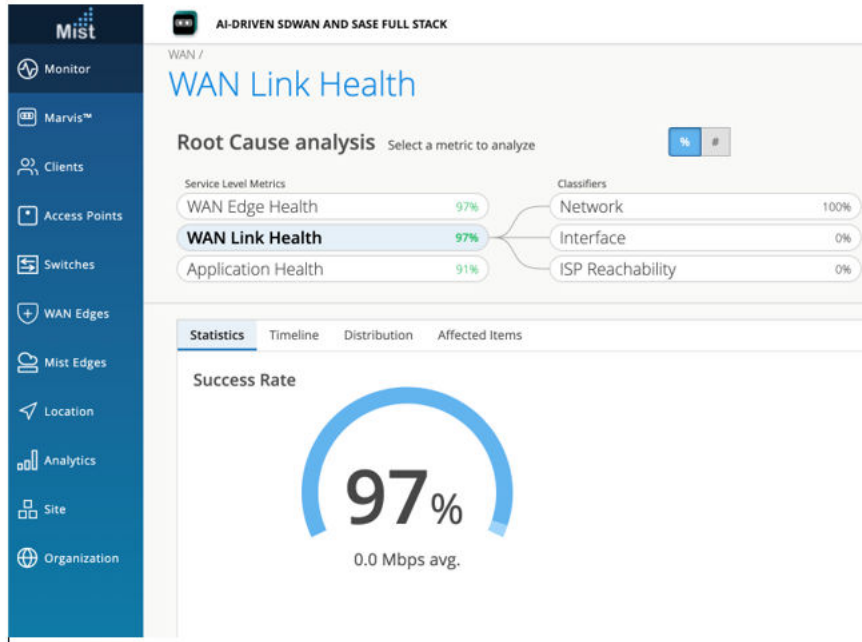 Mist
AI-DRIVEN SDWAN AND SASE FULL STACK
Monitor
Marvis™
Clients
Access Points
Switches
WAN Edges
Mist Edges
Location
Analytics
Site
Organization
WAN /
WAN Link Health
Root Cause analysis Select a metric to analyze % #
Service Level Metrics Classifiers
WAN Edge Health 97% Network 100%
WAN Link Health 97% Interface 0%
Application Health 91% ISP Reachability 0%
Statistics Timeline Distribution Affected Items
Success Rate
97%
0.0 Mbps avg.